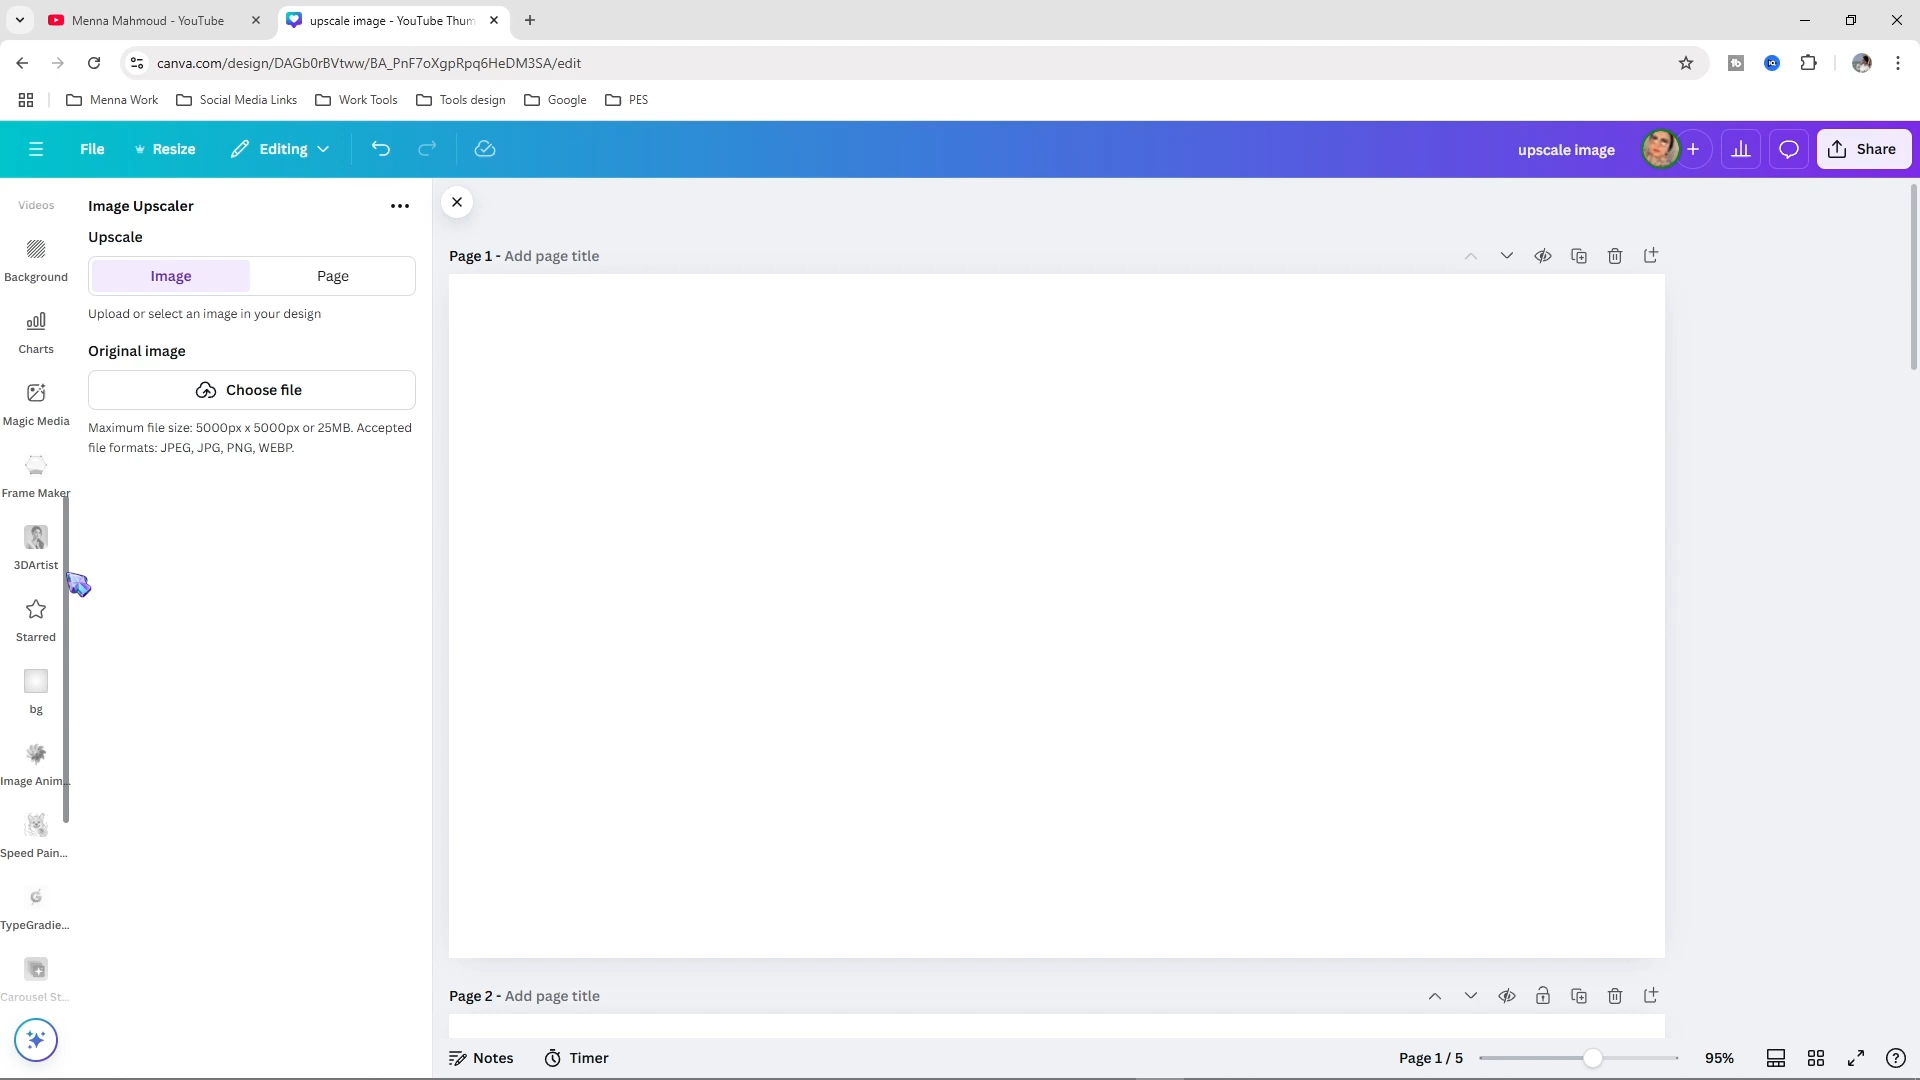 Menna Mahmoud - YouTube
upscale image - YouTube Thum
canva.com/design/DAGb0rBVtww/BA_PnF7oXgpRpq6HeDM3SA/edit
Menna Work
Social Media Links
Work Tools
Tools design
Google
PES
File
Resize
Editing
upscale image
Share
Videos
Background
Charts
Magic Media
Frame Maker
3DArtist
Starred
bg
Image Anim...
Speed Pain...
TypeGradie...
Carousel St...
Image Upscaler
Upscale
Image
Page
Upload or select an image in your design
Original image
Choose file
Maximum file size: 5000px x 5000px or 25MB. Accepted
file formats: JPEG, JPG, PNG, WEBP.
Page 1 - Add page title
Page 2 - Add page title
Notes
Timer
Page 1 / 5
95%